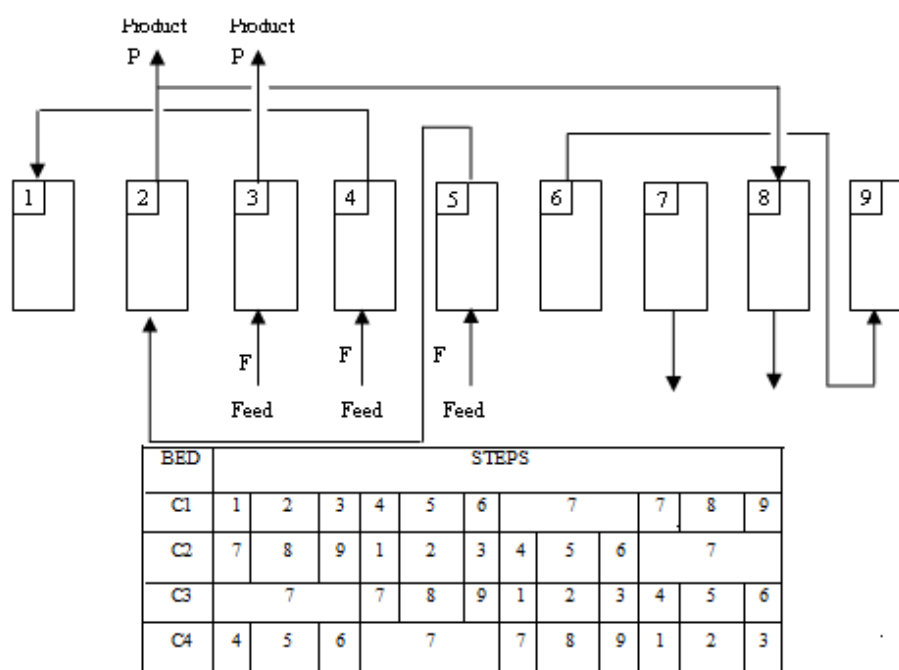 Product Product
P P
1 2 3 4 5 6 7 8 9
F F F
Feed Feed Feed
BED STEPS
C1 1 2 3 4 5 6 7 7 8 9
C2 7 8 9 1 2 3 4 5 6 7
C3 7 7 8 9 1 2 3 4 5 6
C4 4 5 6 7 7 8 9 1 2 3